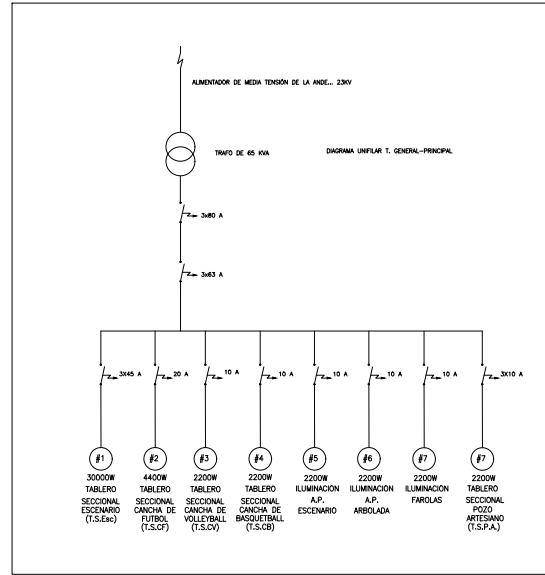 ALIMENTADOR DE MEDIA TENSIÓN DE LA ANDE... 23KV
TRAFO DE 65 KVA
DIAGRAMA UNIFILAR T. GENERAL-PRINCIPAL
3x80 A
3x63 A
3X45 A
20 A
10 A
10 A
10 A
10 A
10 A
3X10 A
#1
#2
#3
#4
#5
#6
#7
#7
30000W
TABLERO
SECCIONAL
ESCENARIO
(T.S.Esc)
4400W
TABLERO
SECCIONAL
CANCHA DE
FUTBOL
(T.S.CF)
2200W
TABLERO
SECCIONAL
CANCHA DE
VOLLEYBALL
(T.S.CV)
2200W
TABLERO
SECCIONAL
CANCHA DE
BASQUETBALL
(T.S.CB)
2200W
ILUMINACION
A.P.
ESCENARIO
2200W
ILUMINACION
A.P.
ARBOLADA
2200W
ILUMINACION
FAROLAS
2200W
TABLERO
SECCIONAL
POZO
ARTESIANO
(T.S.P.A.)